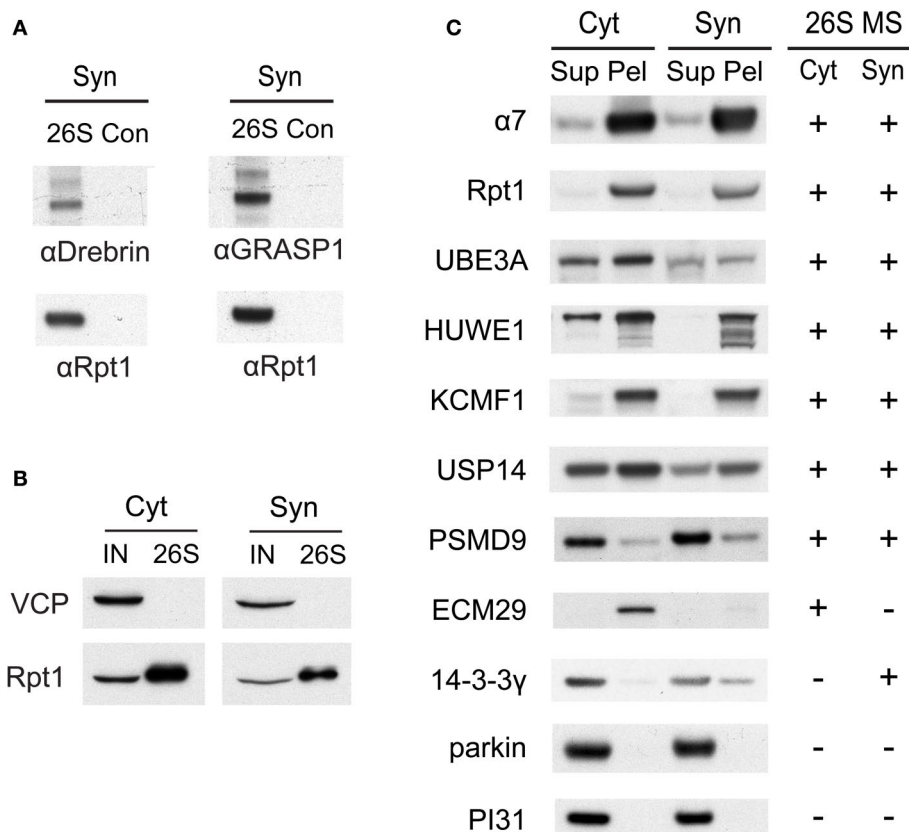 A
Syn
Syn
26S Con
26S Con
αDrebrin
αGRASP1
αRpt1
αRpt1
B
Cyt
Syn
IN 26S
IN 26S
VCP
Rpt1
C
Cyt
Syn
26S MS
Sup Pel
Sup Pel
Cyt
Syn
α7 + +
Rpt1 + +
UBE3A + +
HUWE1 + +
KCMF1 + +
USP14 + +
PSMD9 + +
ECM29 + -
14-3-3γ - +
parkin - -
PI31 - -